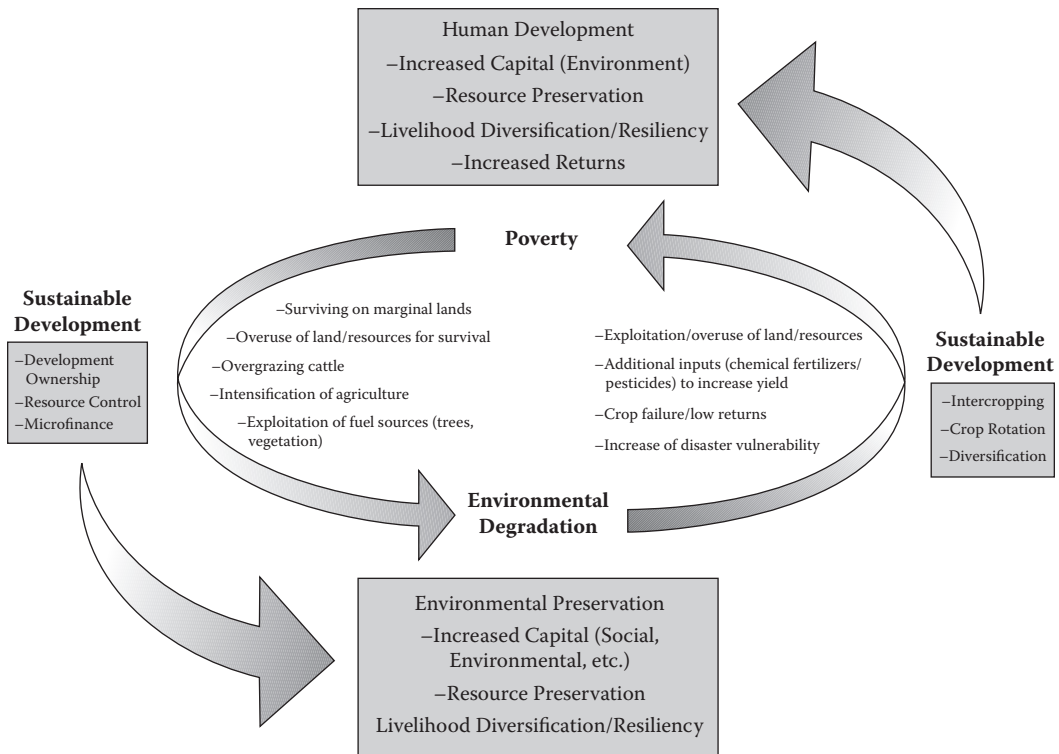 Human Development
–Increased Capital (Environment)
–Resource Preservation
–Livelihood Diversification/Resiliency
–Increased Returns
Poverty
Sustainable
Development
–Development
Ownership
–Resource Control
–Microfinance
–Surviving on marginal lands
–Overuse of land/resources for survival
–Overgrazing cattle
–Intensification of agriculture
–Exploitation of fuel sources (trees,
vegetation)
–Exploitation/overuse of land/resources
–Additional inputs (chemical fertilizers/
pesticides) to increase yield
–Crop failure/low returns
–Increase of disaster vulnerability
Sustainable
Development
–Intercropping
–Crop Rotation
–Diversification
Environmental
Degradation
Environmental Preservation
–Increased Capital (Social,
Environmental, etc.)
–Resource Preservation
Livelihood Diversification/Resiliency